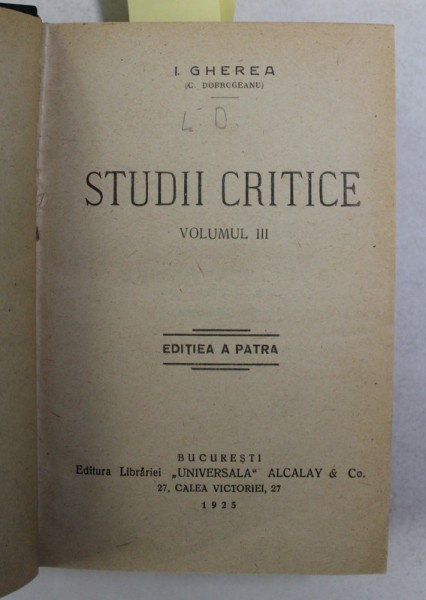 I. GHEREA
(C. DOBROGEANU)
STUDII CRITICE
VOLUMUL III
EDIȚIEA A PATRA
BUCUREȘTI
Editura Librăriei „UNIVERSALA“ ALCALAY & Co.
27, CALEA VICTORIEI, 27
1925